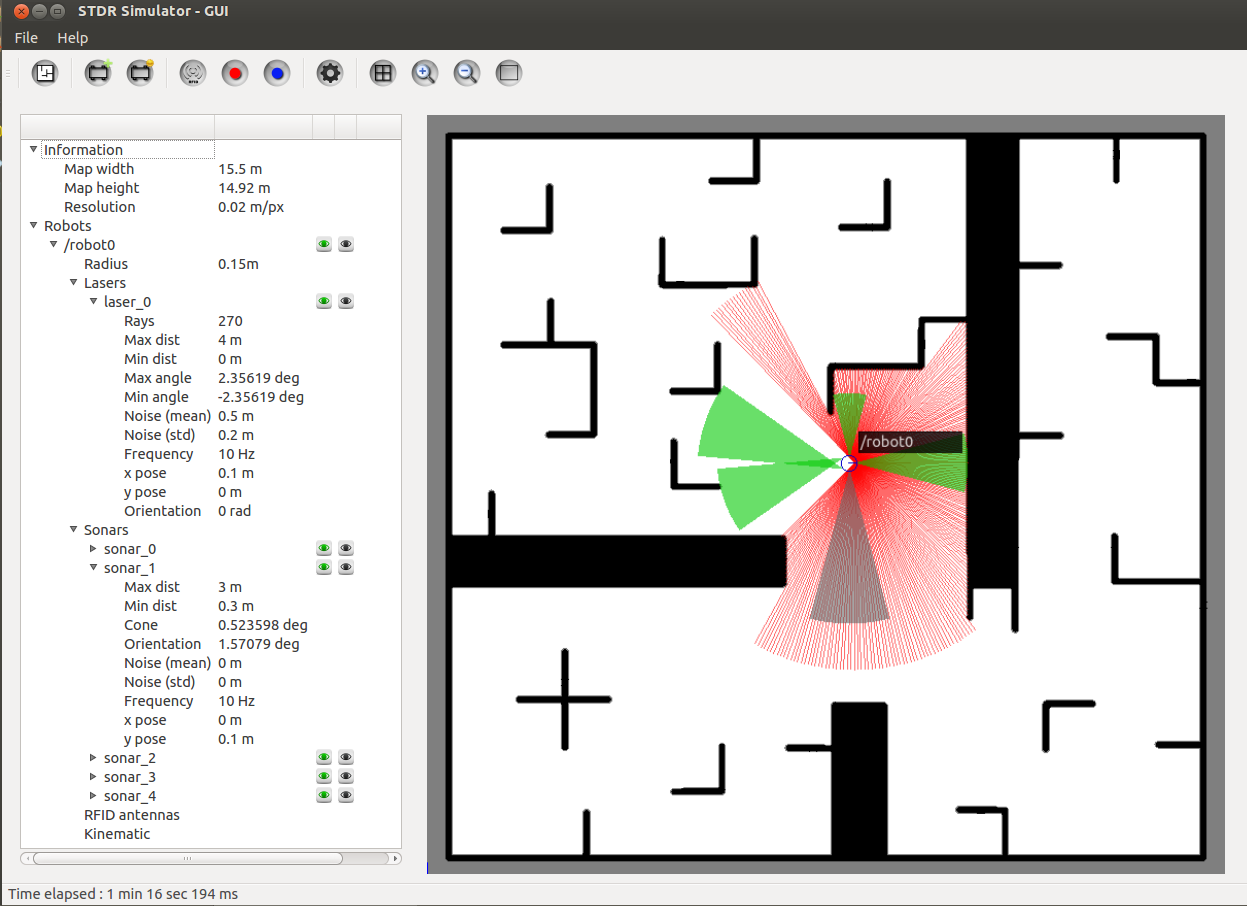 STDR Simulator - GUI
File Help
Information
Map width 15.5 m
Map height 14.92 m
Resolution 0.02 m/px
Robots
/robot0
Radius 0.15m
Lasers
laser_0
Rays 270
Max dist 4 m
Min dist 0 m
Max angle 2.35619 deg
Min angle -2.35619 deg
Noise (mean) 0.5 m
Noise (std) 0.2 m
Frequency 10 Hz
x pose 0.1 m
y pose 0 m
Orientation 0 rad
Sonars
sonar_0
sonar_1
Max dist 3 m
Min dist 0.3 m
Cone 0.523598 deg
Orientation 1.57079 deg
Noise (mean) 0 m
Noise (std) 0 m
Frequency 10 Hz
x pose 0 m
y pose 0.1 m
sonar_2
sonar_3
sonar_4
RFID antennas
Kinematic
/robot0
Time elapsed : 1 min 16 sec 194 ms